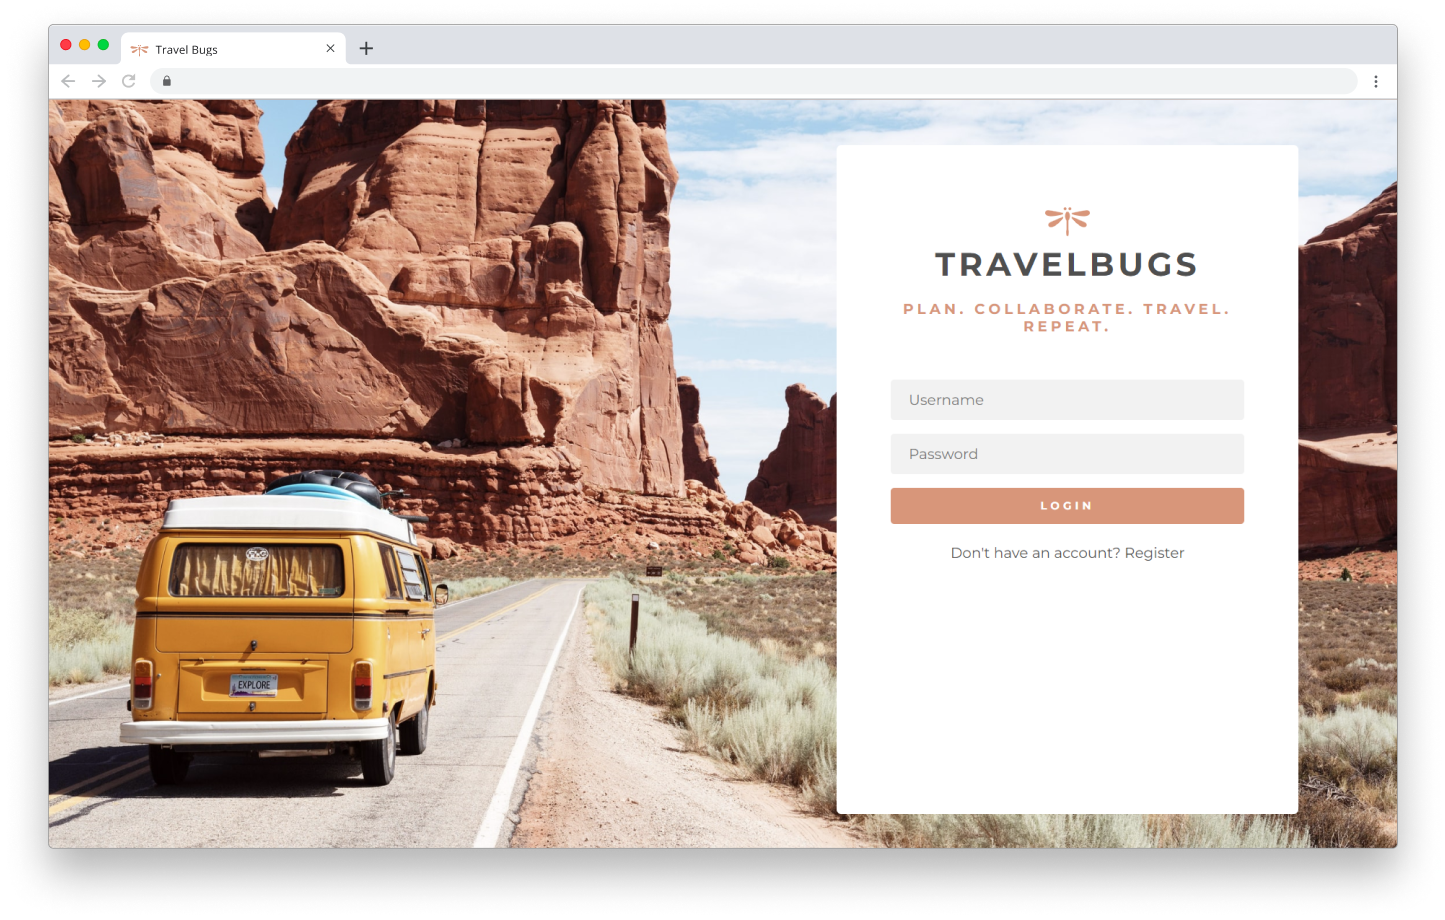 Travel Bugs
TRAVELBUGS
PLAN. COLLABORATE. TRAVEL.
REPEAT.
Username
Password
LOGIN
Don't have an account? Register
EXPLORE